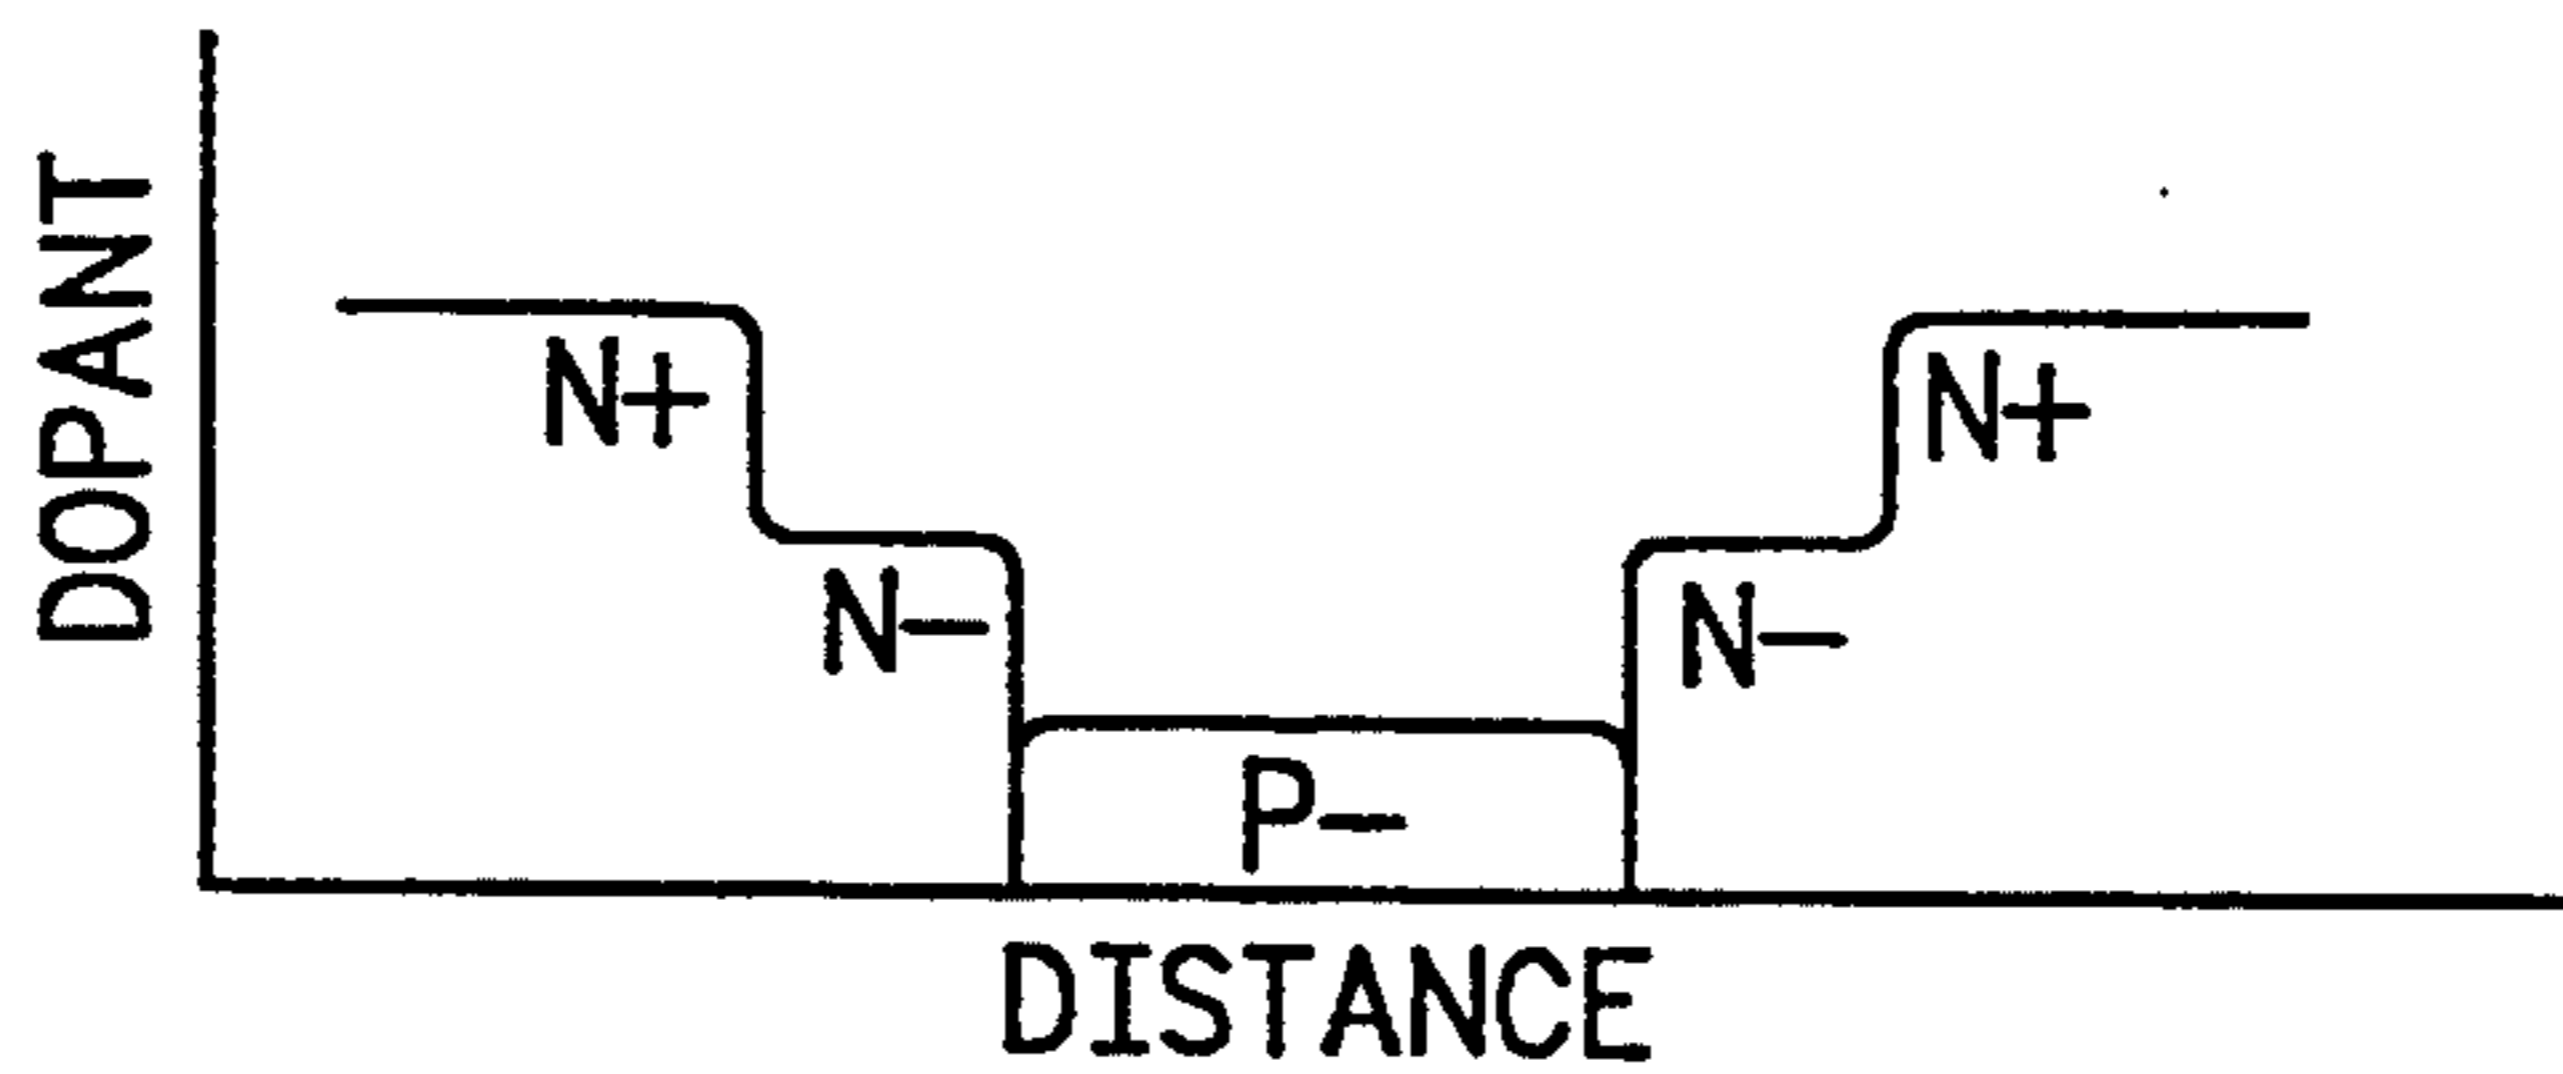 DOPANT
N+
N+
N-
N-
P-
DISTANCE